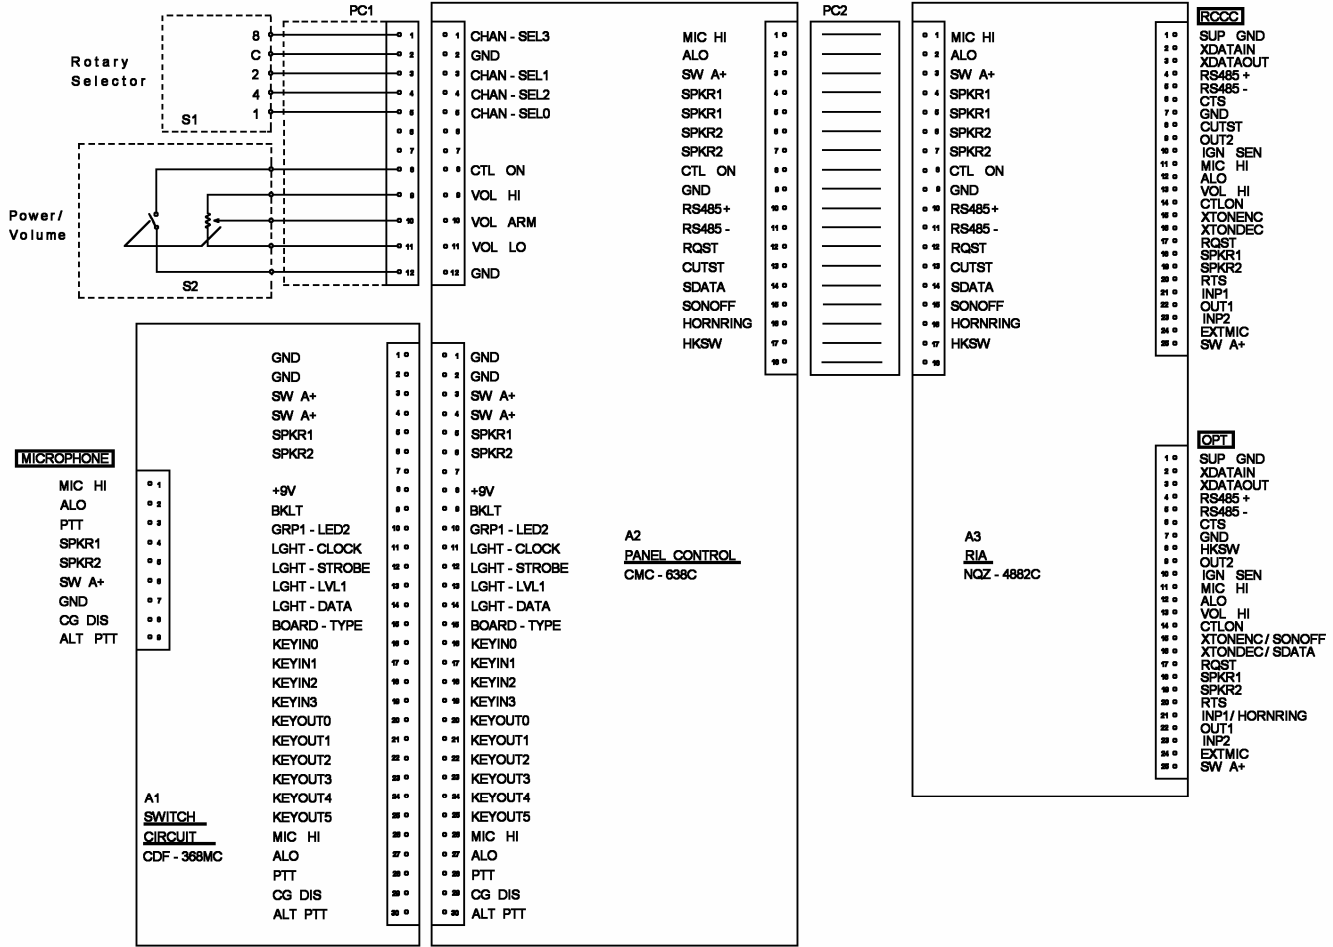 PC1
8
C
2
4
1
Rotary
Selector
S1
Power/
Volume
S2
1
2
3
4
5
6
7
8
9
10
11
12
1 CHAN - SEL3
2 GND
3 CHAN - SEL1
4 CHAN - SEL2
5 CHAN - SEL0
6
7
8 CTL ON
9 VOL HI
10 VOL ARM
11 VOL LO
12 GND
MIC HI 1
ALO 2
SW A+ 3
SPKR1 4
SPKR1 5
SPKR2 6
SPKR2 7
CTL ON 8
GND 9
RS485+ 10
RS485 - 11
RQST 12
CUTST 13
SDATA 14
SONOFF 15
HORNRING 16
HKSW 17
18
PC2
1 MIC HI
2 ALO
3 SW A+
4 SPKR1
5 SPKR1
6 SPKR2
7 SPKR2
8 CTL ON
9 GND
10 RS485+
11 RS485 -
12 RQST
13 CUTST
14 SDATA
15 SONOFF
16 HORNRING
17 HKSW
18
RCCC
1 SUP GND
2 XDATAIN
3 XDATAOUT
4 RS485 +
5 RS485 -
6 CTS
7 GND
8 CUTST
9 OUT2
10 IGN SEN
11 MIC HI
12 ALO
13 VOL HI
14 CTLON
15 XTONENC
16 XTONDEC
17 RQST
18 SPKR1
19 SPKR2
20 RTS
21 INP1
22 OUT1
23 INP2
24 EXTMIC
25 SW A+
MICROPHONE
MIC HI 1
ALO 2
PTT 3
SPKR1 4
SPKR2 5
SW A+ 6
GND 7
CG DIS 8
ALT PTT 9
GND 1
GND 2
SW A+ 3
SW A+ 4
SPKR1 5
SPKR2 6
7
+9V 8
BKLT 9
GRP1 - LED2 10
LGHT - CLOCK 11
LGHT - STROBE 12
LGHT - LVL1 13
LGHT - DATA 14
BOARD - TYPE 15
KEYIN0 16
KEYIN1 17
KEYIN2 18
KEYIN3 19
KEYOUT0 20
KEYOUT1 21
KEYOUT2 22
KEYOUT3 23
KEYOUT4 24
KEYOUT5 25
MIC HI 26
ALO 27
PTT 28
CG DIS 29
ALT PTT 30
A1
SWITCH
CIRCUIT
CDF - 368MC
1 GND
2 GND
3 SW A+
4 SW A+
5 SPKR1
6 SPKR2
7
8 +9V
9 BKLT
10 GRP1 - LED2
11 LGHT - CLOCK
12 LGHT - STROBE
13 LGHT - LVL1
14 LGHT - DATA
15 BOARD - TYPE
16 KEYIN0
17 KEYIN1
18 KEYIN2
19 KEYIN3
20 KEYOUT0
21 KEYOUT1
22 KEYOUT2
23 KEYOUT3
24 KEYOUT4
25 KEYOUT5
26 MIC HI
27 ALO
28 PTT
29 CG DIS
30 ALT PTT
A2
PANEL CONTROL
CMC - 638C
A3
RIA
NQZ - 4882C
OPT
1 SUP GND
2 XDATAIN
3 XDATAOUT
4 RS485 +
5 RS485 -
6 CTS
7 GND
8 HKSW
9 OUT2
10 IGN SEN
11 MIC HI
12 ALO
13 VOL HI
14 CTLON
15 XTONENC / SONOFF
16 XTONDEC / SDATA
17 RQST
18 SPKR1
19 SPKR2
20 RTS
21 INP1 / HORNRING
22 OUT1
23 INP2
24 EXTMIC
25 SW A+